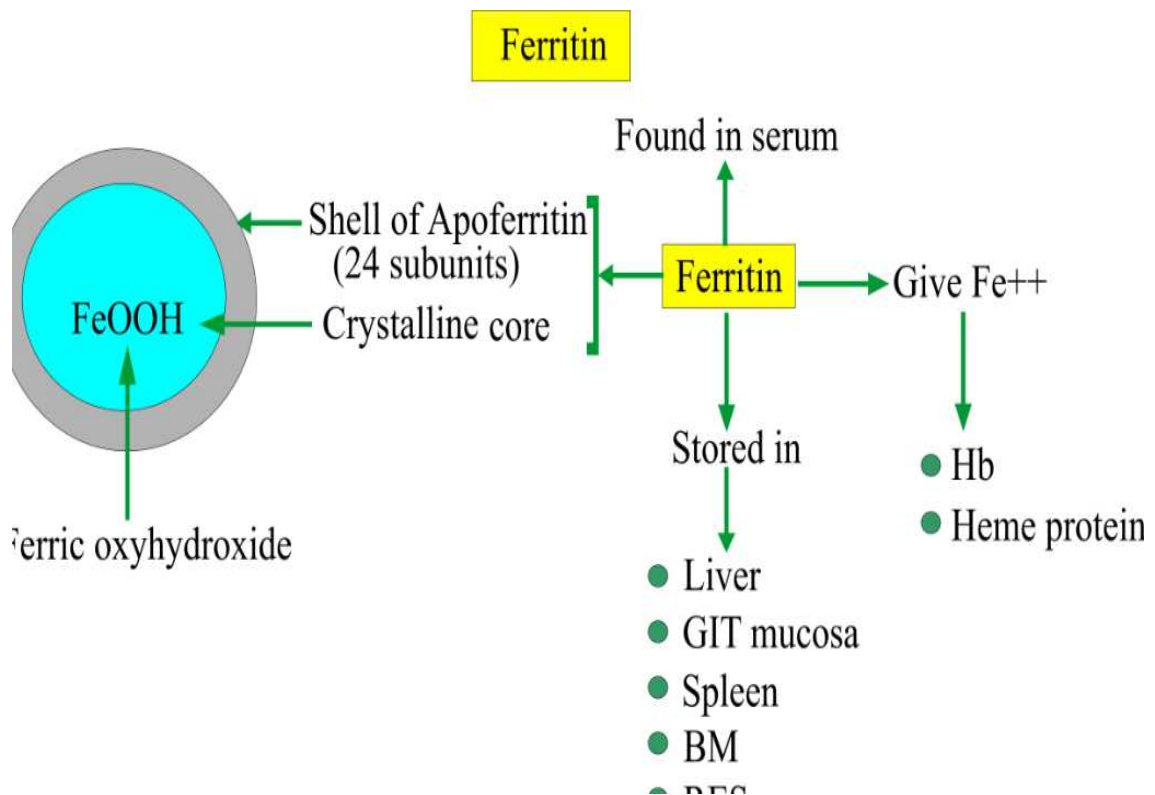 Ferritin
Found in serum
Shell of Apoferritin
(24 subunits)
Ferritin
Give Fe++
FeOOH
Crystalline core
Stored in
Hb
Heme protein
oxyhydroxide
Liver
GIT mucosa
Spleen
BM